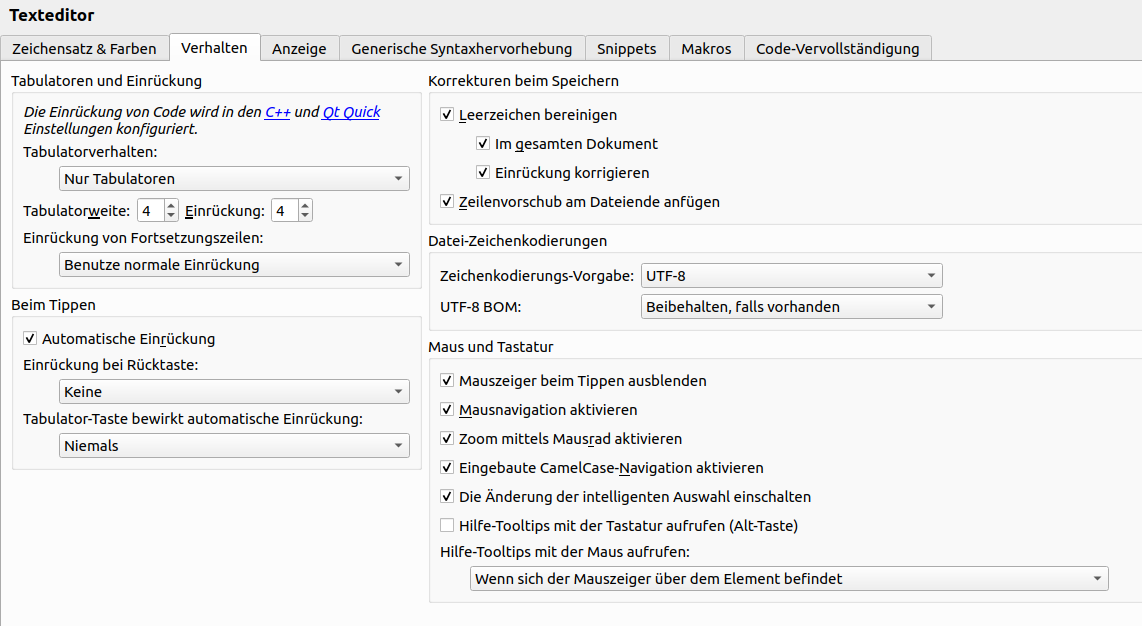 Texteditor
Zeichensatz & Farben
Verhalten
Anzeige
Generische Syntaxhervorhebung
Snippets
Makros
Code-Vervollständigung
Tabulatoren und Einrückung
Die Einrückung von Code wird in den C++ und Qt Quick
Einstellungen konfiguriert.
Tabulatorverhalten:
Nur Tabulatoren
Tabulatorweite: 4 Einrückung: 4
Einrückung von Fortsetzungszeilen:
Benutze normale Einrückung
Beim Tippen
Automatische Einrückung
Einrückung bei Rücktaste:
Keine
Tabulator-Taste bewirkt automatische Einrückung:
Niemals
Korrekturen beim Speichern
Leerzeichen bereinigen
Im gesamten Dokument
Einrückung korrigieren
Zeilenvorschub am Dateiende anfügen
Datei-Zeichenkodierungen
Zeichenkodierungs-Vorgabe: UTF-8
UTF-8 BOM: Beibehalten, falls vorhanden
Maus und Tastatur
Mauszeiger beim Tippen ausblenden
Mausnavigation aktivieren
Zoom mittels Mausrad aktivieren
Eingebaute CamelCase-Navigation aktivieren
Die Änderung der intelligenten Auswahl einschalten
Hilfe-Tooltips mit der Tastatur aufrufen (Alt-Taste)
Hilfe-Tooltips mit der Maus aufrufen:
Wenn sich der Mauszeiger über dem Element befindet